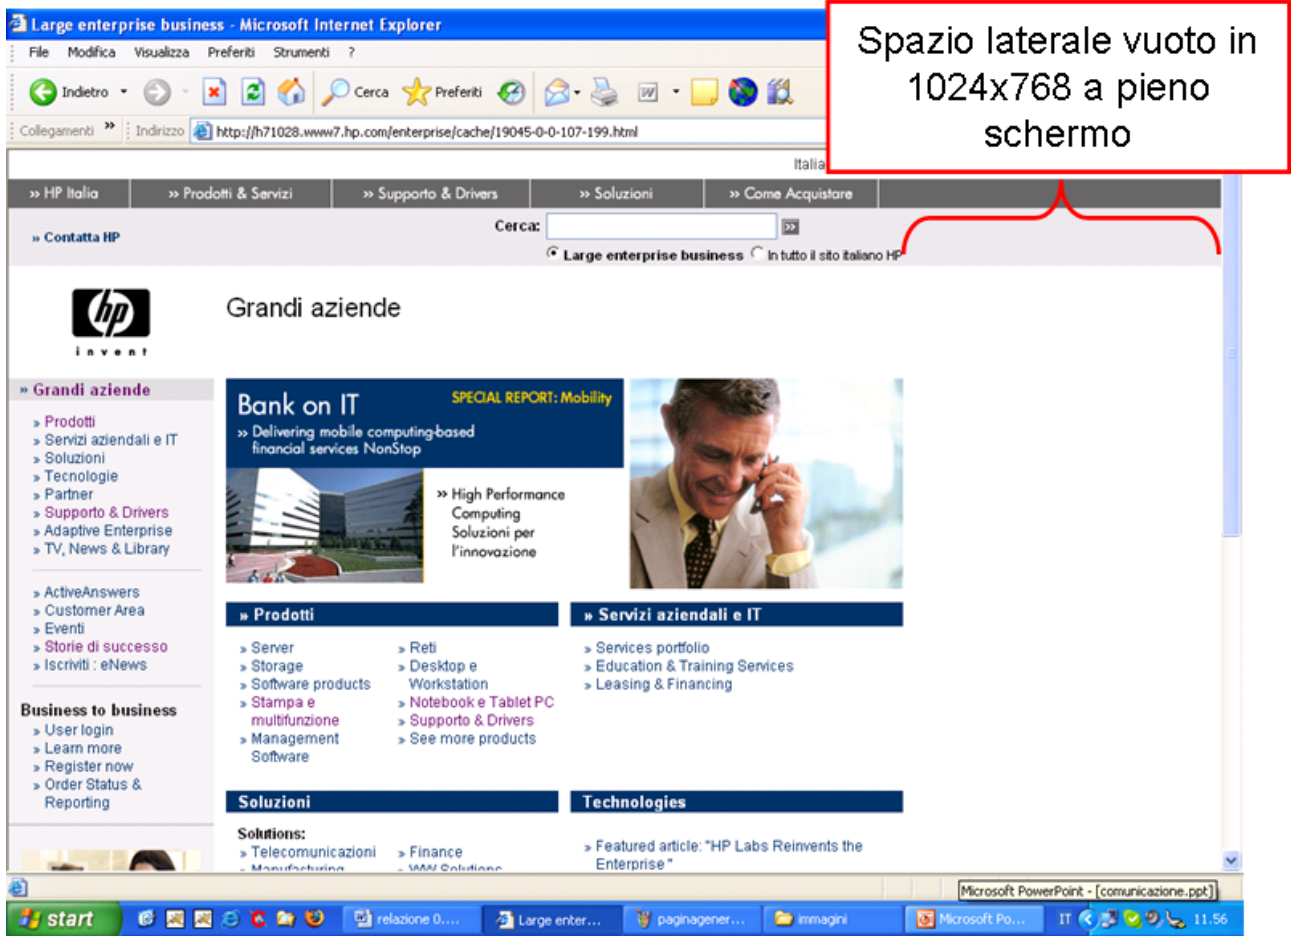 Large enterprise business - Microsoft Internet Explorer
Spazio laterale vuoto in
1024x768 a pieno
schermo
File Modifica Visualizza Preferiti Strumenti ?
Indietro Cerca Preferiti
Collegamenti » Indirizzo http://h71028.www7.hp.com/enterprise/cache/19045-0-0-107-199.html
Italia
» HP Italia » Prodotti & Servizi » Supporto & Drivers » Soluzioni » Come Acquistare
» Contatta HP
Cerca: »
Large enterprise business In tutto il sito italiano HP
hp
invent
Grandi aziende
» Grandi aziende
» Prodotti
» Servizi aziendali e IT
» Soluzioni
» Tecnologie
» Partner
» Supporto & Drivers
» Adaptive Enterprise
» TV, News & Library
» ActiveAnswers
» Customer Area
» Eventi
» Storie di successo
» Iscriviti : eNews
Business to business
» User login
» Learn more
» Register now
» Order Status &
Reporting
Bank on IT
SPECIAL REPORT: Mobility
» Delivering mobile computing-based
financial services NonStop
» High Performance
Computing
Soluzioni per
l'innovazione
» Prodotti
» Server
» Storage
» Software products
» Stampa e
multifunzione
» Management
Software
» Reti
» Desktop e
Workstation
» Notebook e Tablet PC
» Supporto & Drivers
» See more products
» Servizi aziendali e IT
» Services portfolio
» Education & Training Services
» Leasing & Financing
Soluzioni
Solutions:
» Telecomunicazioni
» Manufacturing
» Finance
» WW Solutions
Technologies
» Featured article: "HP Labs Reinvents the
Enterprise "
Microsoft PowerPoint - [comunicazione.ppt]
start relazione 0.... Large enter... paginagener... immagini Microsoft Po... IT 11.56